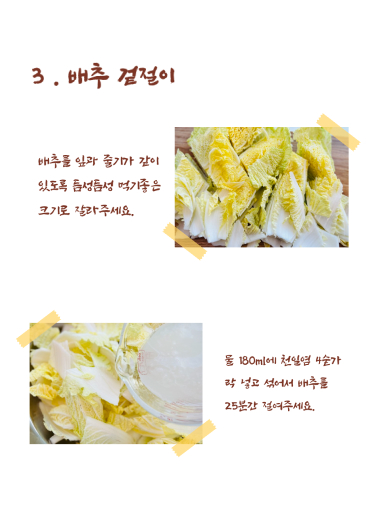 3. 배추 겉절이
배추를 잎과 줄기가 같이
있도록 듬성듬성 먹기좋은
크기로 잘라주세요.
물 180ml에 천일염 4숟가
락 넣고 섞어서 배추를
25분간 절여주세요.